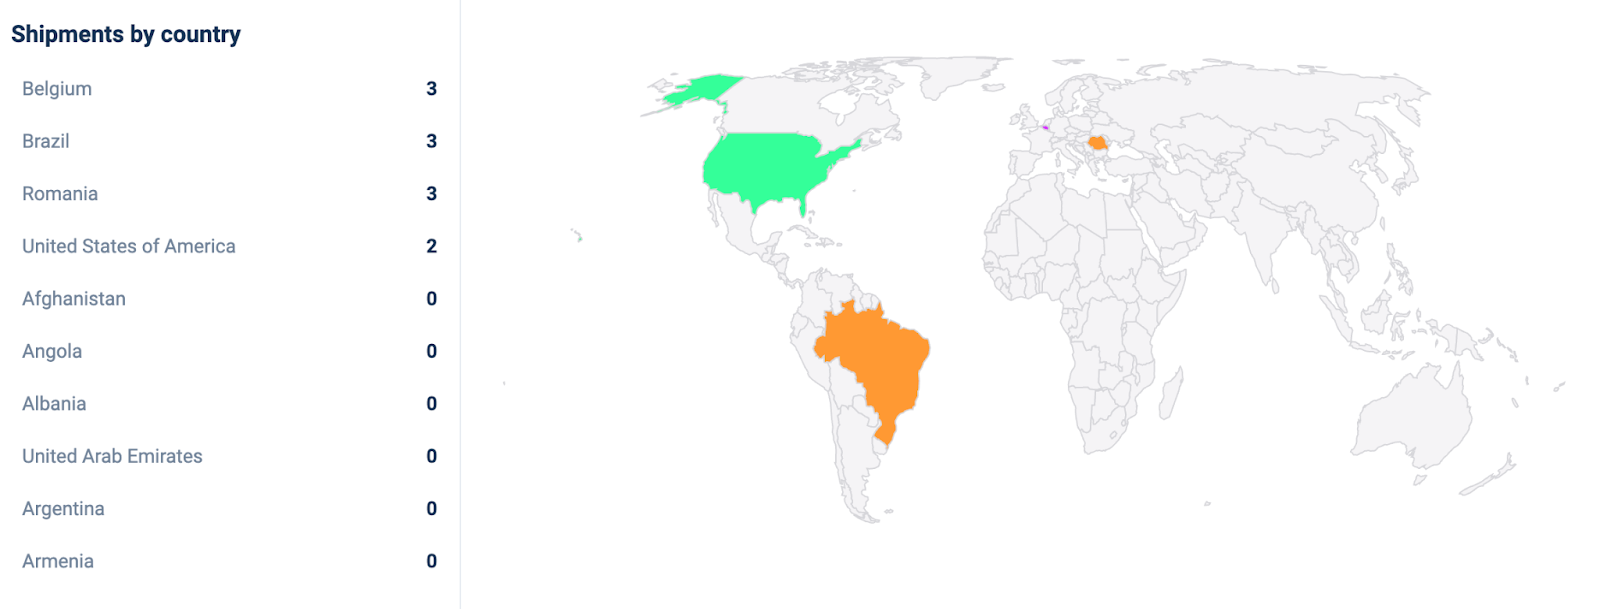 Shipments by country
Belgium 3
Brazil 3
Romania 3
United States of America 2
Afghanistan 0
Angola 0
Albania 0
United Arab Emirates 0
Argentina 0
Armenia 0